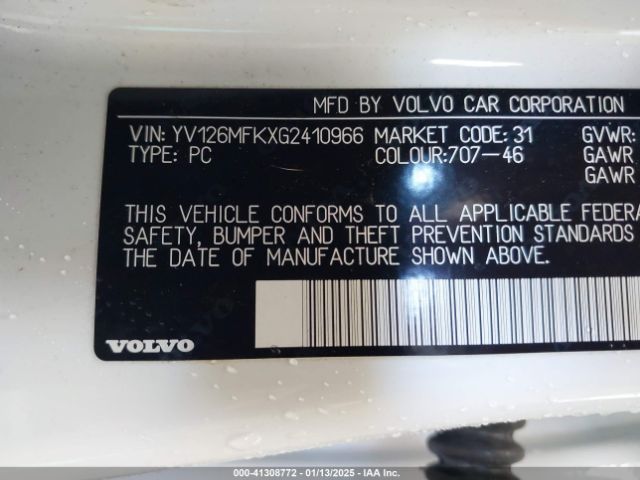 MFD BY VOLVO CAR CORPORATION
VIN: YV126MFKXG2410966 MARKET CODE: 31 GVWR:
TYPE: PC COLOUR:707-46 GAWR
GAWR
THIS VEHICLE CONFORMS TO ALL APPLICABLE FEDERA
SAFETY, BUMPER AND THEFT PREVENTION STANDARDS
THE DATE OF MANUFACTURE SHOWN ABOVE.
VOLVO
000-41308772 - 01/13/2025 - IAA Inc.